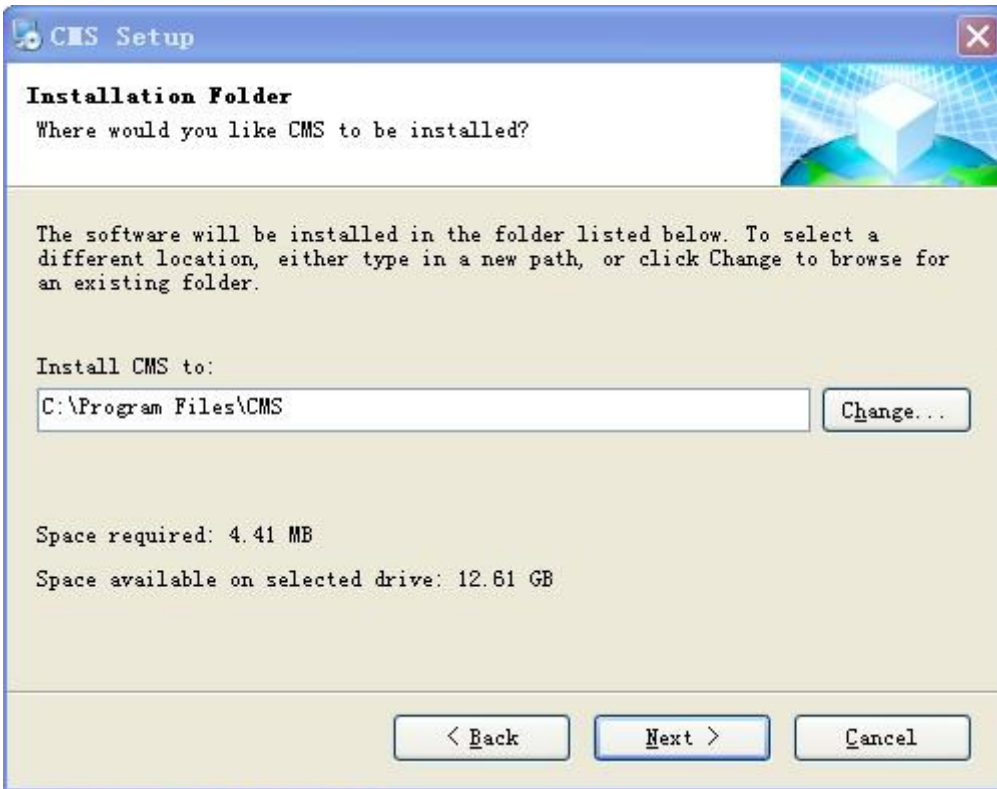 CMS Setup
Installation Folder
Where would you like CMS to be installed?
The software will be installed in the folder listed below. To select a
different location, either type in a new path, or click Change to browse for
an existing folder.
Install CMS to:
C:\Program Files\CMS
Change...
Space required: 4.41 MB
Space available on selected drive: 12.61 GB
< Back
Next >
Cancel